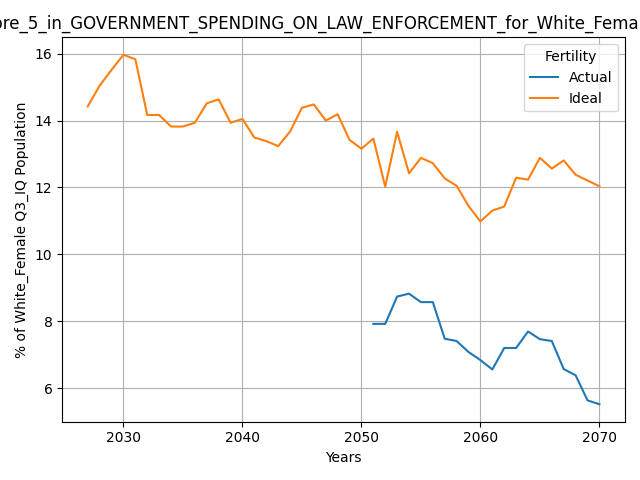 ore_5_in_GOVERNMENT_SPENDING_ON_LAW_ENFORCEMENT_for_White_Fema
Fertility
Actual
Ideal
% of White_Female Q3_IQ Population
16
14
12
10
8
6
2030
2040
2050
2060
2070
Years